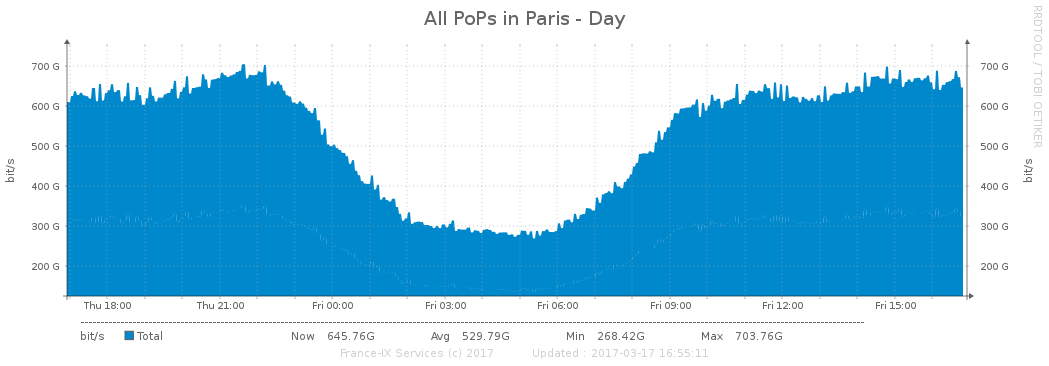 All PoPs in Paris - Day
RRDTOOL / TOBI OETIKER
700 G 700 G
600 G 600 G
500 G 500 G
400 G 400 G
300 G 300 G
200 G 200 G
bit/s bit/s
Thu 18:00 Thu 21:00 Fri 00:00 Fri 03:00 Fri 06:00 Fri 09:00 Fri 12:00 Fri 15:00
bit/s Total Now 645.76G Avg 529.79G Min 268.42G Max 703.76G
France-IX Services (c) 2017 Updated : 2017-03-17 16:55:11